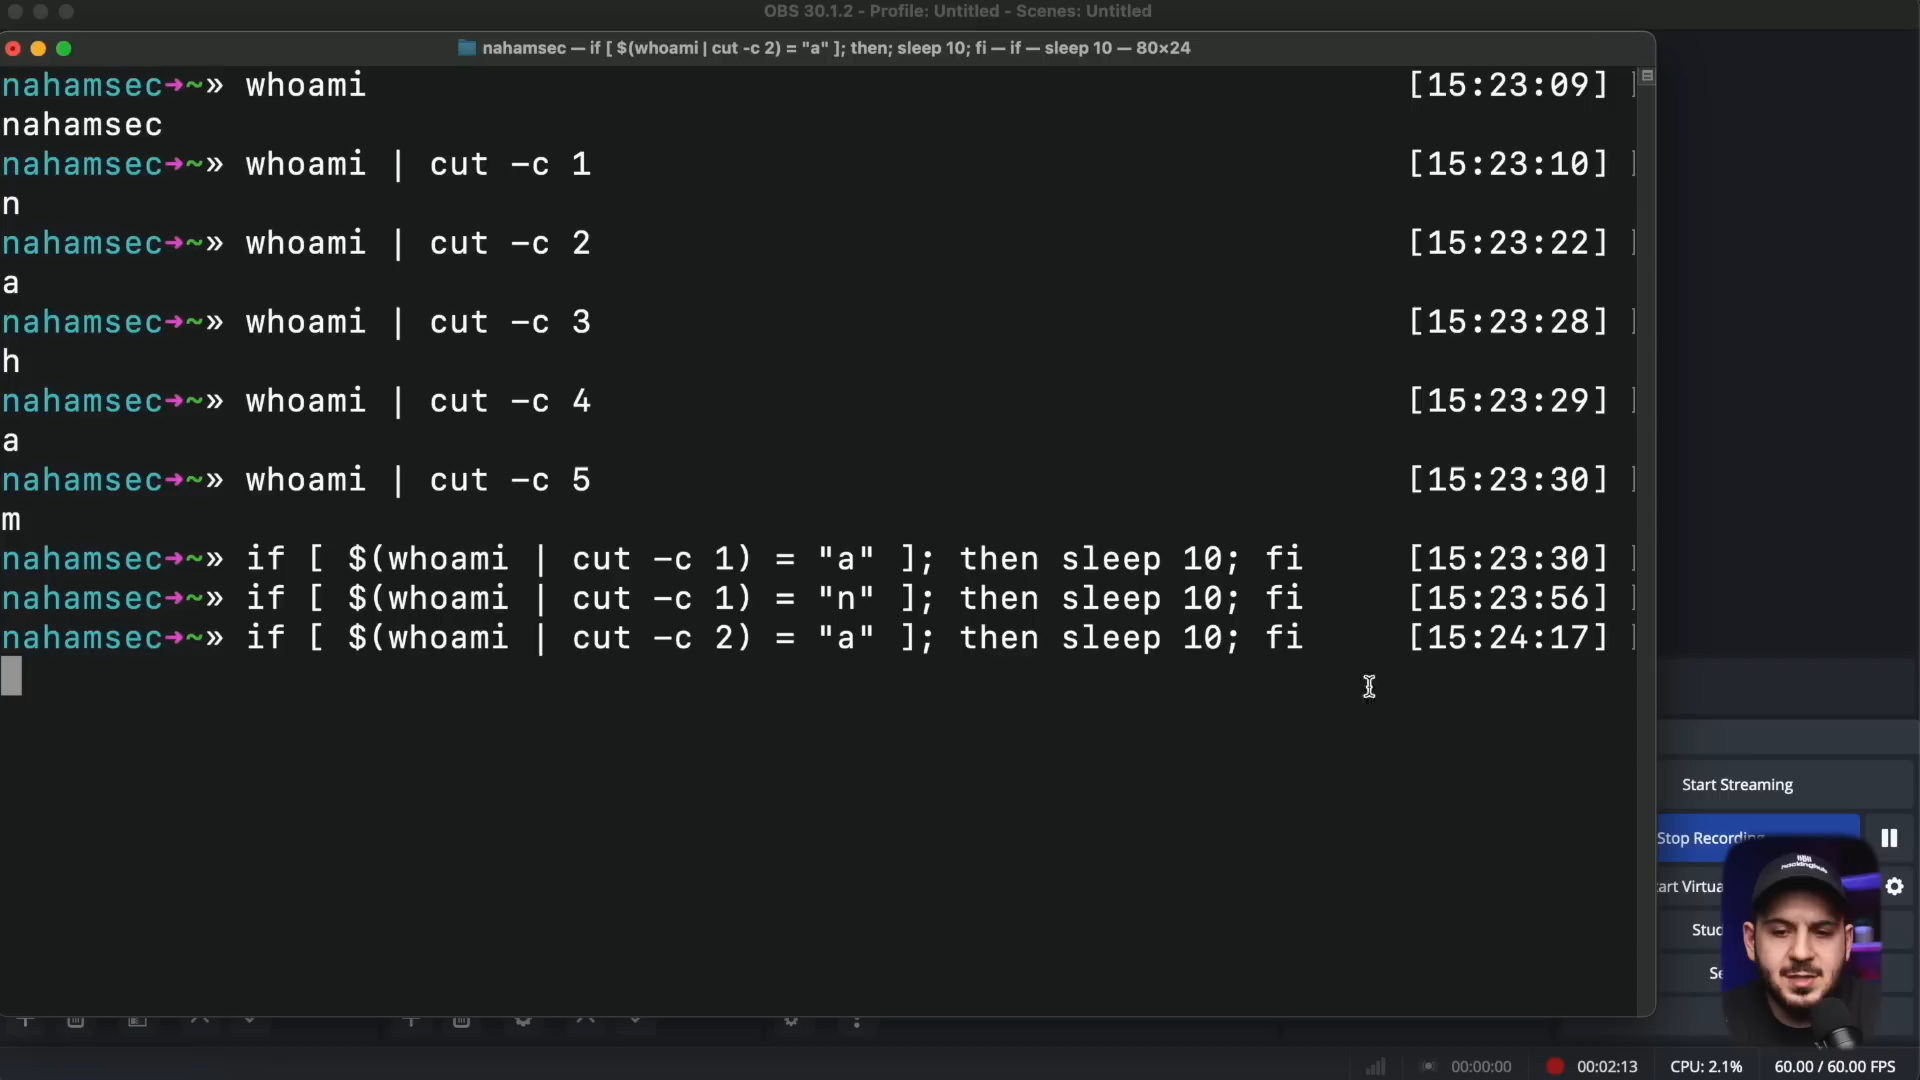 OBS 30.1.2 - Profile: Untitled - Scenes: Untitled
nahamsec — if [ $(whoami | cut -c 2) = "a" ]; then; sleep 10; fi — if — sleep 10 — 80×24
nahamsec→~» whoami [15:23:09]
nahamsec
nahamsec→~» whoami | cut -c 1 [15:23:10]
n
nahamsec→~» whoami | cut -c 2 [15:23:22]
a
nahamsec→~» whoami | cut -c 3 [15:23:28]
h
nahamsec→~» whoami | cut -c 4 [15:23:29]
a
nahamsec→~» whoami | cut -c 5 [15:23:30]
m
nahamsec→~» if [ $(whoami | cut -c 1) = "a" ]; then sleep 10; fi [15:23:30]
nahamsec→~» if [ $(whoami | cut -c 1) = "n" ]; then sleep 10; fi [15:23:56]
nahamsec→~» if [ $(whoami | cut -c 2) = "a" ]; then sleep 10; fi [15:24:17]
Start Streaming
Stop Recording
art Virtua
Stud
Se
hackinghub
00:00:00
00:02:13
CPU: 2.1%
60.00 / 60.00 FPS